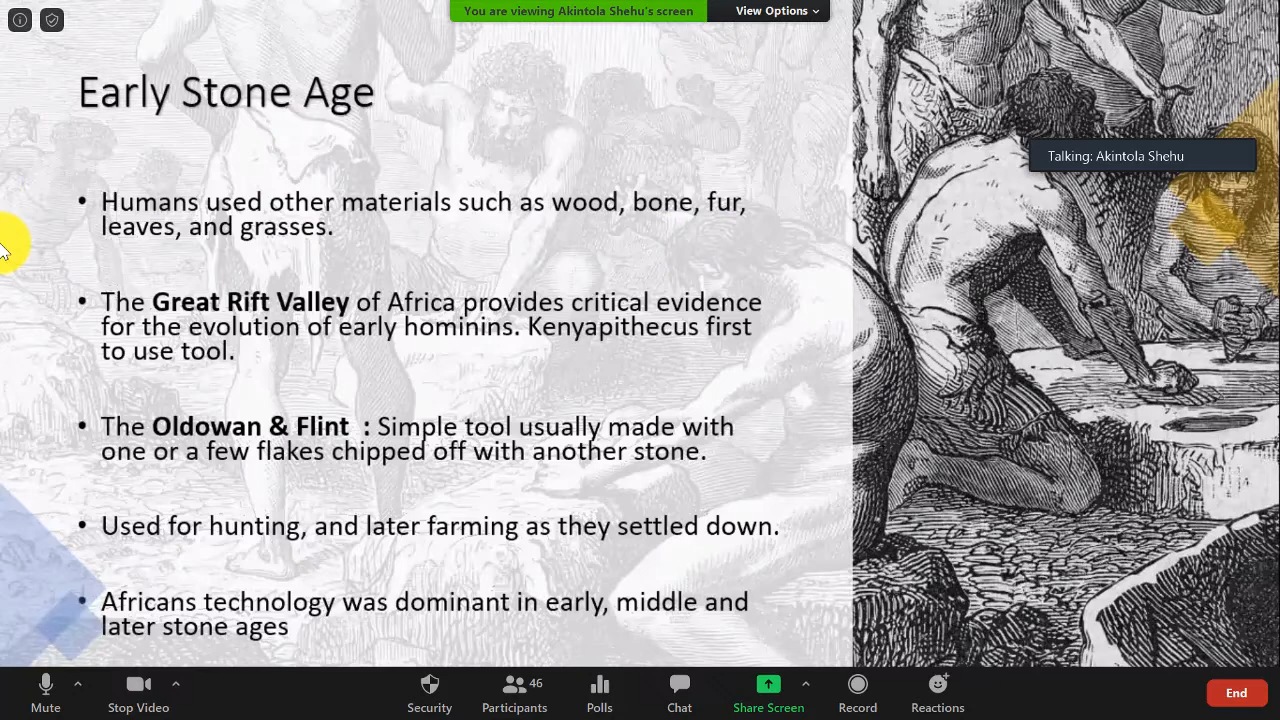 You are viewing Akintola Shehu's screen
View Options
Early Stone Age
Talking: Akintola Shehu
• Humans used other materials such as wood, bone, fur,
leaves, and grasses.
• The Great Rift Valley of Africa provides critical evidence
for the evolution of early hominins. Kenyapithecus first
to use tool.
• The Oldowan & Flint : Simple tool usually made with
one or a few flakes chipped off with another stone.
• Used for hunting, and later farming as they settled down.
• Africans technology was dominant in early, middle and
later stone ages
Mute
Stop Video
Security
46
Participants
Polls
Chat
Share Screen
Record
Reactions
End